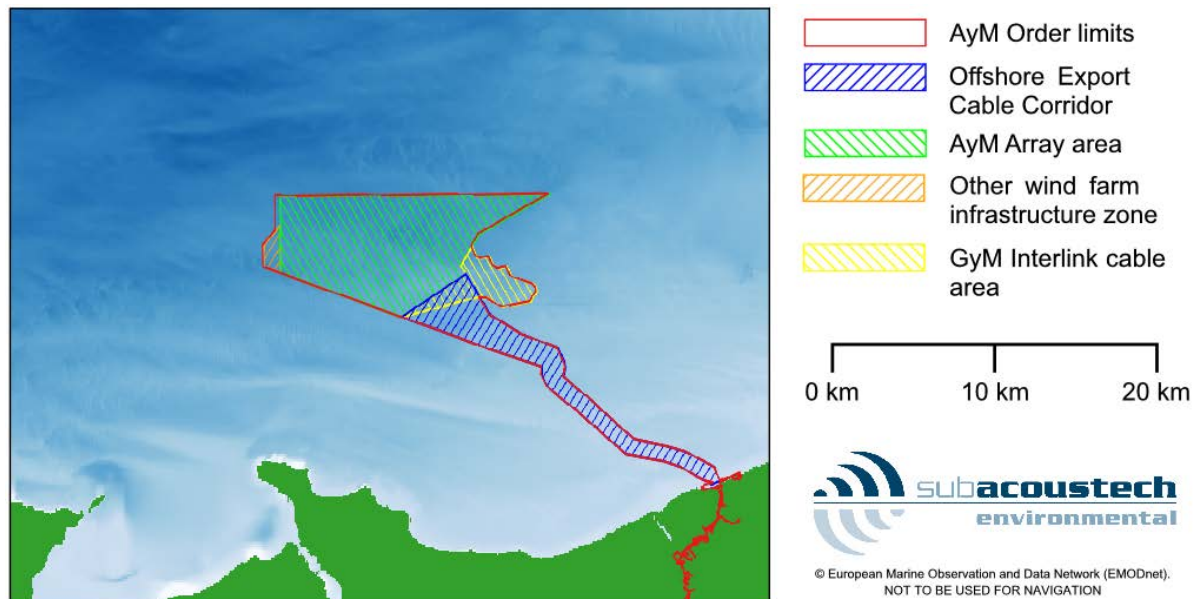 AyM Order limits
Offshore Export
Cable Corridor
AyM Array area
Other wind farm
infrastructure zone
GyM Interlink cable
area
0 km 10 km 20 km
subacoustech
environmental
© European Marine Observation and Data Network (EMODnet).
NOT TO BE USED FOR NAVIGATION